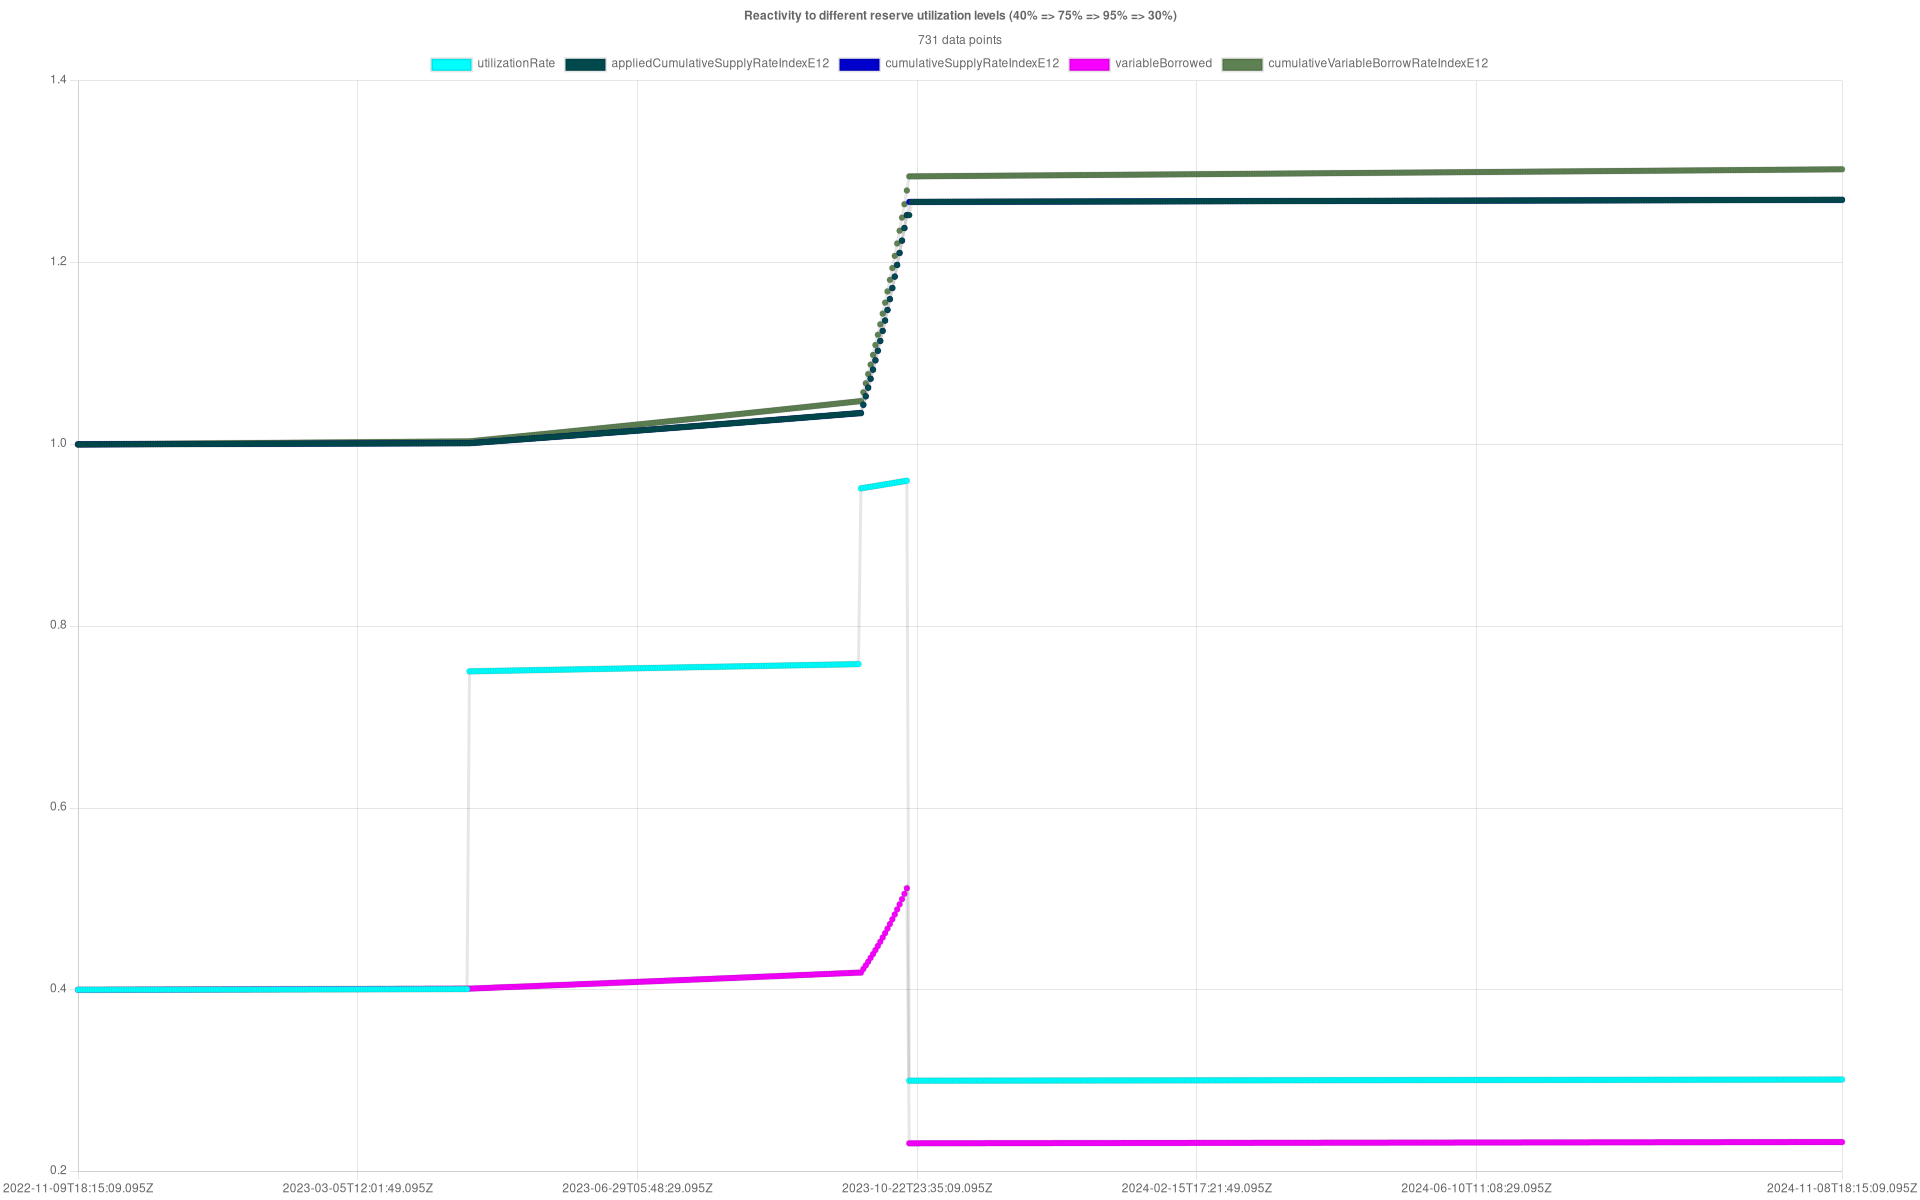 Reactivity to different reserve utilization levels (40% => 75% => 95% => 30%)
731 data points
utilizationRate appliedCumulativeSupplyRateIndexE12 cumulativeSupplyRateIndexE12 variableBorrowed cumulativeVariableBorrowRateIndexE12
1.4
1.2
1.0
0.8
0.6
0.4
0.2
2022-11-09T18:15:09.095Z 2023-03-05T12:01:49.095Z 2023-06-29T05:48:29.095Z 2023-10-22T23:35:09.095Z 2024-02-15T17:21:49.095Z 2024-06-10T11:08:29.095Z 2024-11-08T18:15:09.095Z